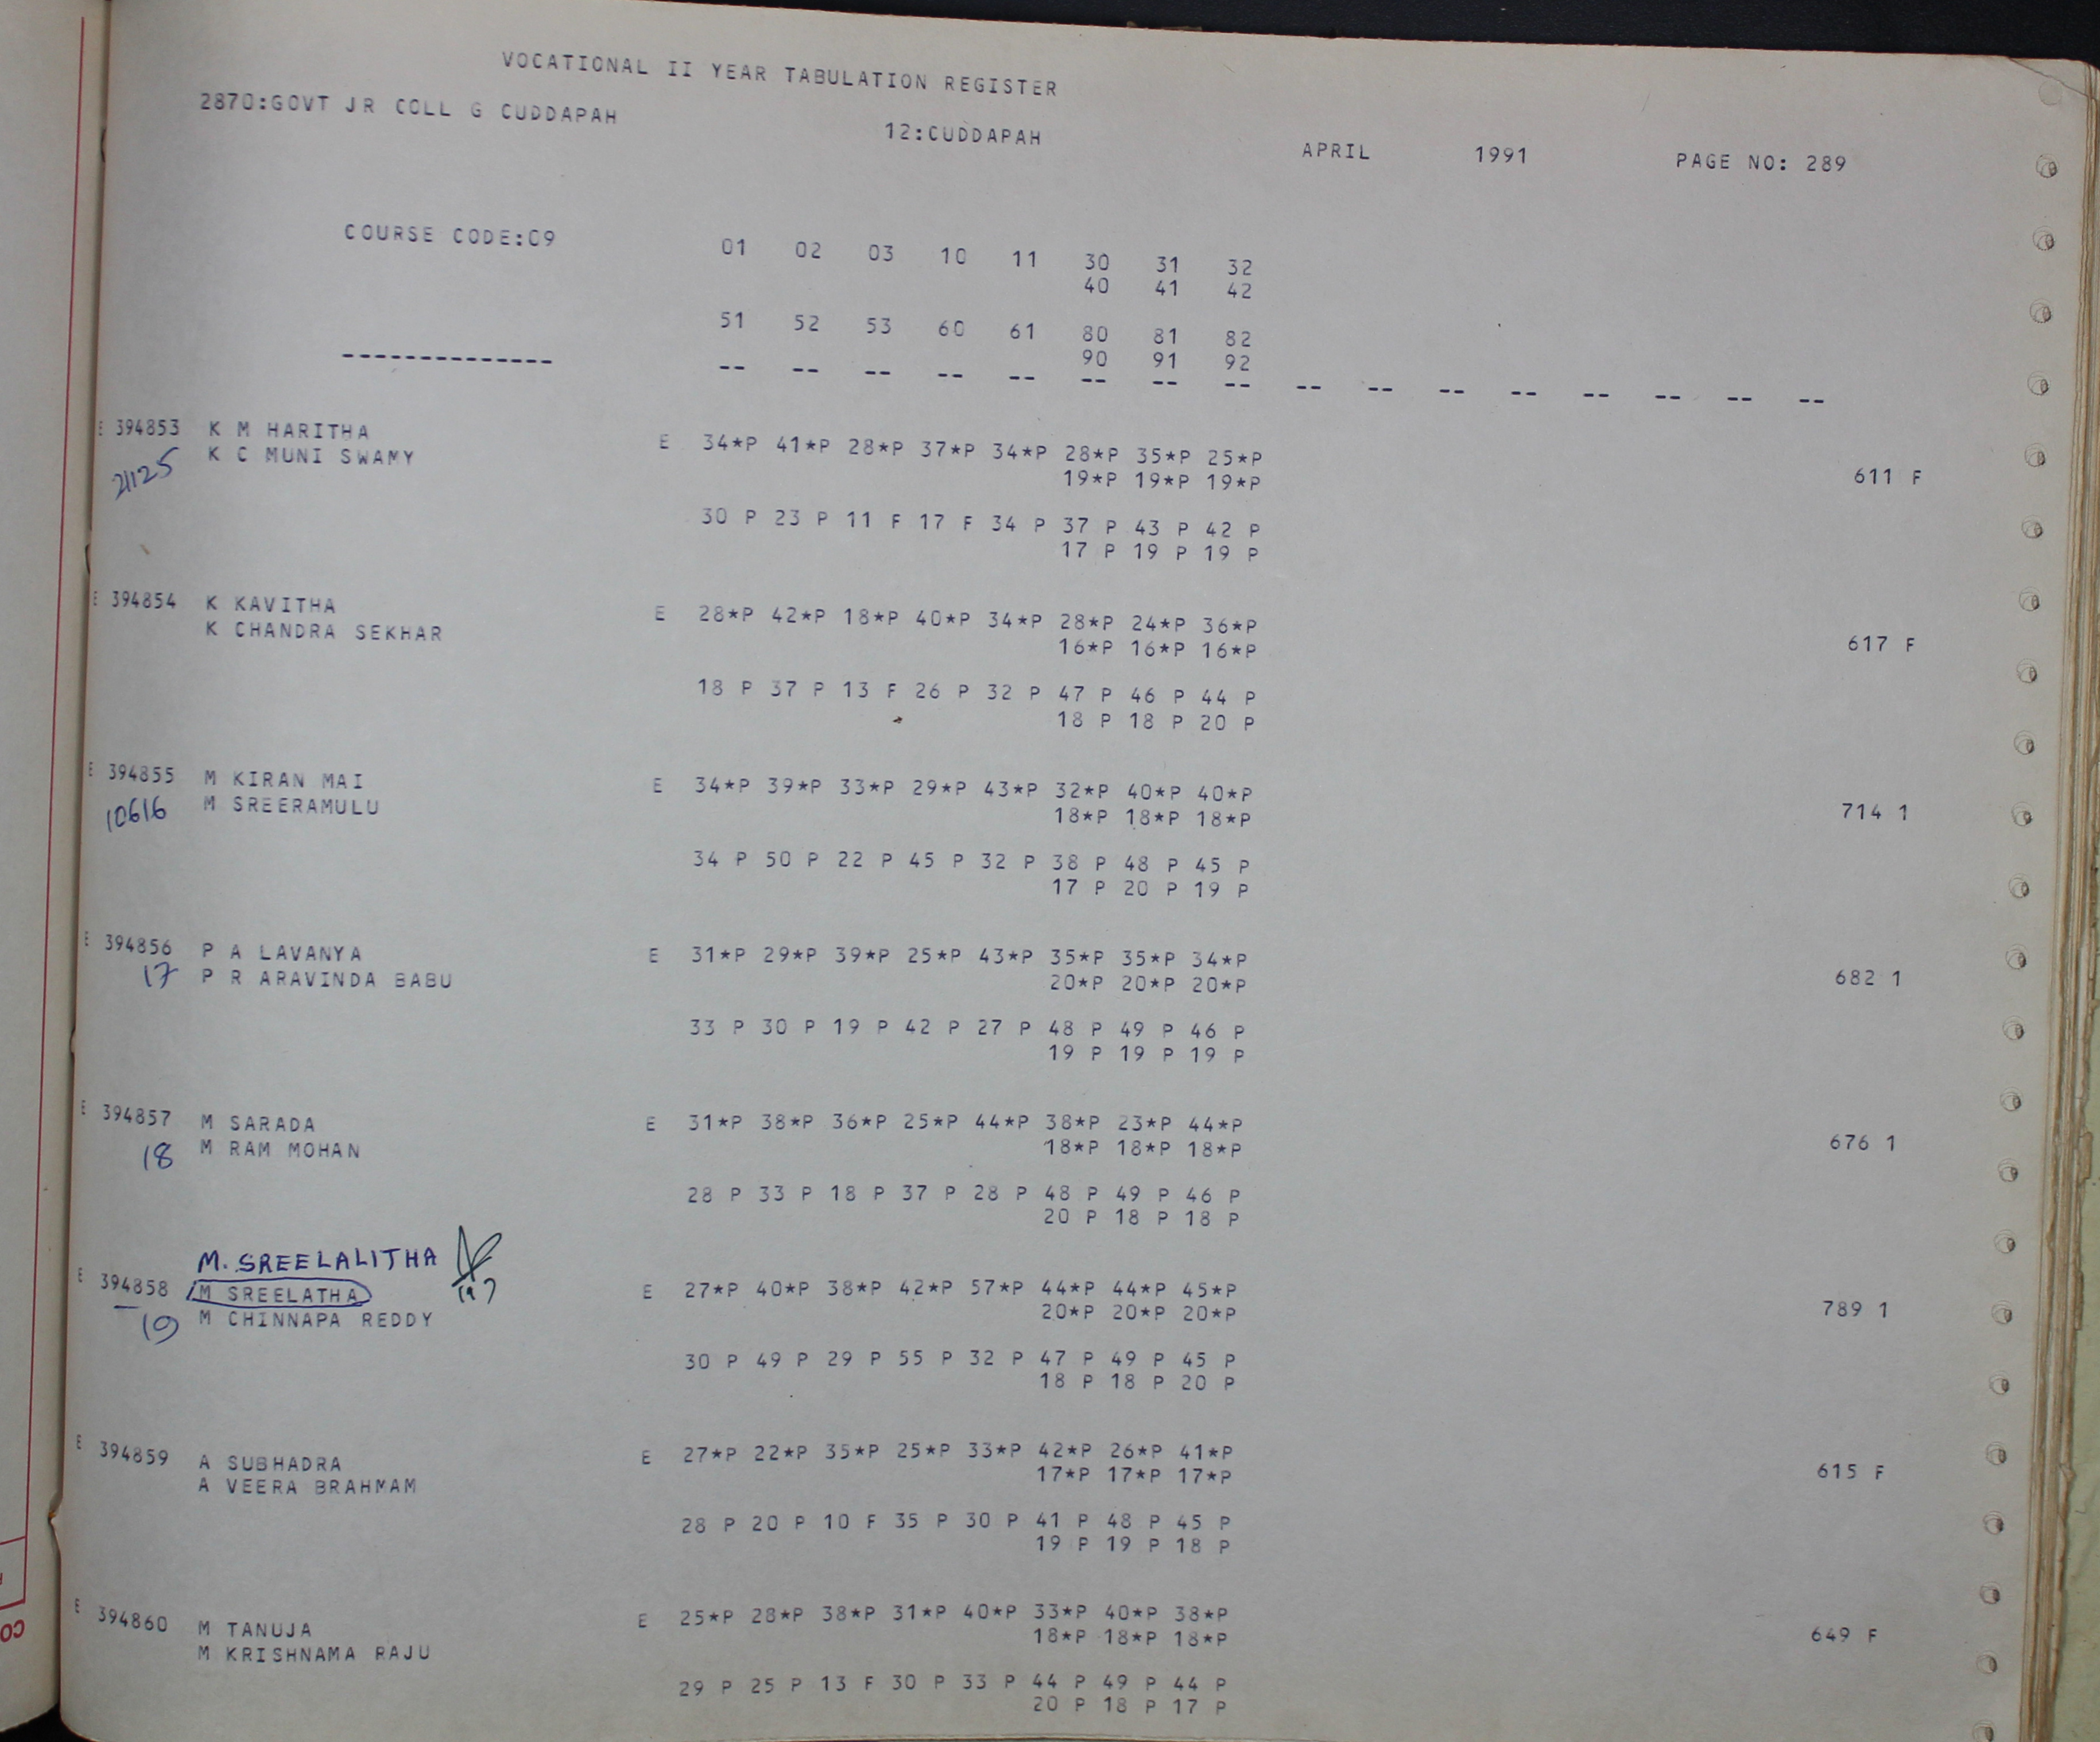 VOCATIONAL II YEAR TABULATION REGISTER
2870:GOVT JR COLL G CUDDAPAH 12:CUDDAPAH APRIL 1991 PAGE NO: 289
COURSE CODE:09 01 02 03 10 11 30 31 32
40 41 42
51 52 53 60 61 80 81 82
90 91 92
-------------- -- -- -- -- -- -- -- -- -- -- -- -- -- -- -- --
E 394853 K M HARITHA E 34*P 41*P 28*P 37*P 34*P 28*P 35*P 25*P
21125 K C MUNI SWAMY 19*P 19*P 19*P 611 F
30 P 23 P 11 F 17 F 34 P 37 P 43 P 42 P
17 P 19 P 19 P
E 394854 K KAVITHA E 28*P 42*P 18*P 40*P 34*P 28*P 24*P 36*P
K CHANDRA SEKHAR 16*P 16*P 16*P 617 F
18 P 37 P 13 F 26 P 32 P 47 P 46 P 44 P
18 P 18 P 20 P
E 394855 M KIRAN MAI E 34*P 39*P 33*P 29*P 43*P 32*P 40*P 40*P
10616 M SREERAMULU 18*P 18*P 18*P 714 1
34 P 50 P 22 P 45 P 32 P 38 P 48 P 45 P
17 P 20 P 19 P
E 394856 P A LAVANYA E 31*P 29*P 39*P 25*P 43*P 35*P 35*P 34*P
17 P R ARAVINDA BABU 20*P 20*P 20*P 682 1
33 P 30 P 19 P 42 P 27 P 48 P 49 P 46 P
19 P 19 P 19 P
E 394857 M SARADA E 31*P 38*P 36*P 25*P 44*P 38*P 23*P 44*P
18 M RAM MOHAN 18*P 18*P 18*P 676 1
28 P 33 P 18 P 37 P 28 P 48 P 49 P 46 P
20 P 18 P 18 P
M. SREELALITHA
E 394858 M SREELATHA E 27*P 40*P 38*P 42*P 57*P 44*P 44*P 45*P
19 M CHINNAPA REDDY 20*P 20*P 20*P 789 1
30 P 49 P 29 P 55 P 32 P 47 P 49 P 45 P
18 P 18 P 20 P
E 394859 A SUBHADRA E 27*P 22*P 35*P 25*P 33*P 42*P 26*P 41*P
A VEERA BRAHMAM 17*P 17*P 17*P 615 F
28 P 20 P 10 F 35 P 30 P 41 P 48 P 45 P
19 P 19 P 18 P
E 394860 M TANUJA E 25*P 28*P 38*P 31*P 40*P 33*P 40*P 38*P
M KRISHNAMA RAJU 18*P 18*P 18*P 649 F
29 P 25 P 13 F 30 P 33 P 44 P 49 P 44 P
20 P 18 P 17 P
CO